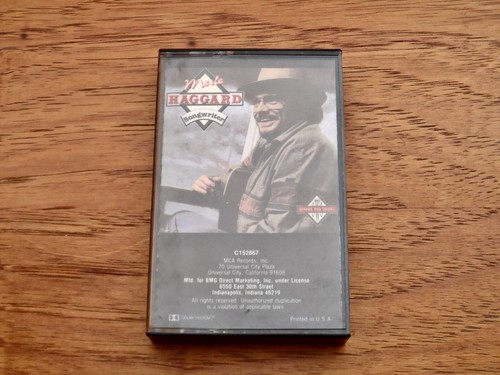 Merle
HAGGARD
Songwriter
C152867
MCA Records, Inc.
70 Universal City Plaza
Universal City, California 91608
Mfd. for BMG Direct Marketing, Inc. under License
6550 East 30th Street
Indianapolis, Indiana 46219
All rights reserved. Unauthorized duplication
is a violation of applicable laws.
Printed in U.S.A.